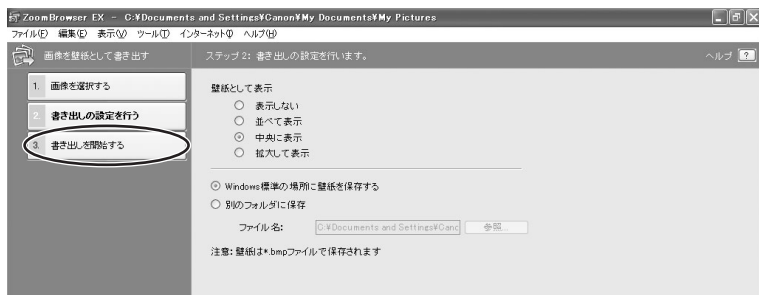 ZoomBrowser EX - C:¥Documents and Settings¥Canon¥My Documents¥My Pictures
ファイル(F) 編集(E) 表示(V) ツール(T) インターネット(I) ヘルプ(H)
画像を壁紙として書き出す
ステップ2: 書き出しの設定を行います。
ヘルプ ?
1. 画像を選択する
2. 書き出しの設定を行う
3. 書き出しを開始する
壁紙として表示
表示しない
並べて表示
中央に表示
拡大して表示
Windows標準の場所に壁紙を保存する
別のフォルダに保存
ファイル名: C:¥Documents and Settings¥Canc 参照...
注意: 壁紙は*.bmpファイルで保存されます